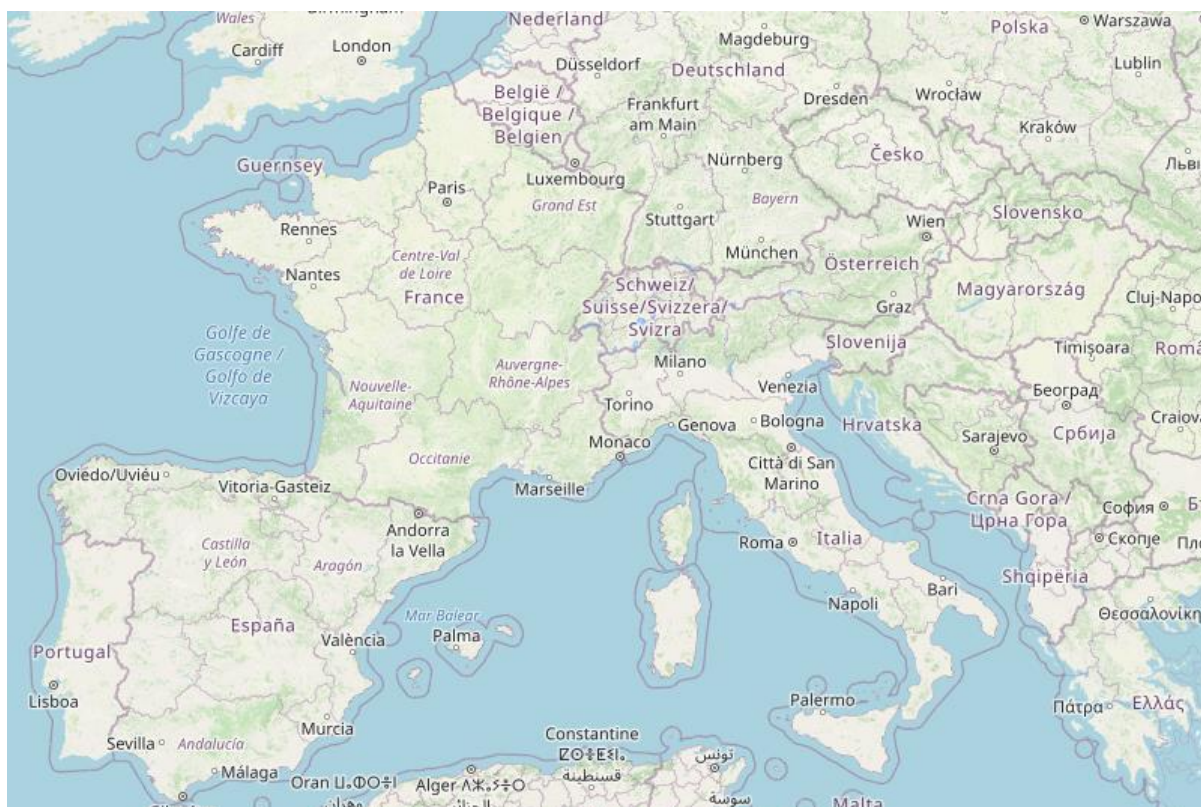 Wales
Cardiff
London
Nederland
Magdeburg
Polska
Warszawa
Düsseldorf
Deutschland
Lublin
België /
Belgique /
Belgien
Frankfurt
am Main
Dresden
Wrocław
Kraków
Guernsey
Luxembourg
Nürnberg
Česko
Paris
Grand Est
Stuttgart
Bayern
Slovensko
Rennes
Wien
München
Centre-Val
de Loire
Österreich
Nantes
France
Schweiz/
Suisse/Svizzera/
Svizra
Graz
Magyarország
Golfe de
Gascogne /
Golfo de
Vizcaya
Slovenija
Milano
Timișoara
Auvergne-
Rhône-Alpes
Nouvelle-
Aquitaine
Venezia
Београд
Torino
Genova
Bologna
Hrvatska
Sarajevo
Србија
Monaco
Occitanie
Città di San
Marino
Oviedo/Uviéu
Vitoria-Gasteiz
Marseille
Crna Gora /
Црна Гора
София
Andorra
la Vella
Castilla
y León
Aragón
Roma
Italia
Скопје
Shqipëria
Bari
Napoli
Mar Balear
Palma
España
València
Portugal
Lisboa
Palermo
Πάτρα
Ελλάς
Murcia
Sevilla
Andalucía
Málaga
Constantine
ⵇⵙⵏⵟⵉⵏⴰ
قسنطينة
تونس
Oran
Alger
سوسة
Malta